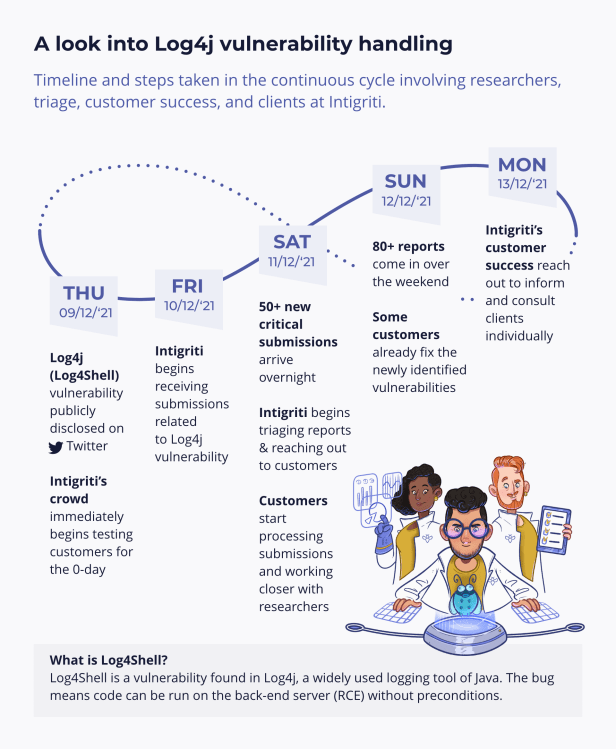 A look into Log4j vulnerability handling
Timeline and steps taken in the continuous cycle involving researchers,
triage, customer success, and clients at Intigriti.
THU
09/12/‘21
Log4j
(Log4Shell)
vulnerability
publicly
disclosed on
Twitter
Intigriti’s
crowd
immediately
begins testing
customers for
the 0-day
FRI
10/12/‘21
Intigriti
begins
receiving
submissions
related
to Log4j
vulnerability
SAT
11/12/‘21
50+ new
critical
submissions
arrive
overnight
Intigriti begins
triaging reports
& reaching out
to customers
Customers
start
processing
submissions
and working
closer with
researchers
SUN
12/12/‘21
80+ reports
come in over
the weekend
Some
customers
already fix the
newly identified
vulnerabilities
MON
13/12/‘21
Intigriti’s
customer
success reach
out to inform
and consult
clients
individually
What is Log4Shell?
Log4Shell is a vulnerability found in Log4j, a widely used logging tool of Java. The bug
means code can be run on the back-end server (RCE) without preconditions.